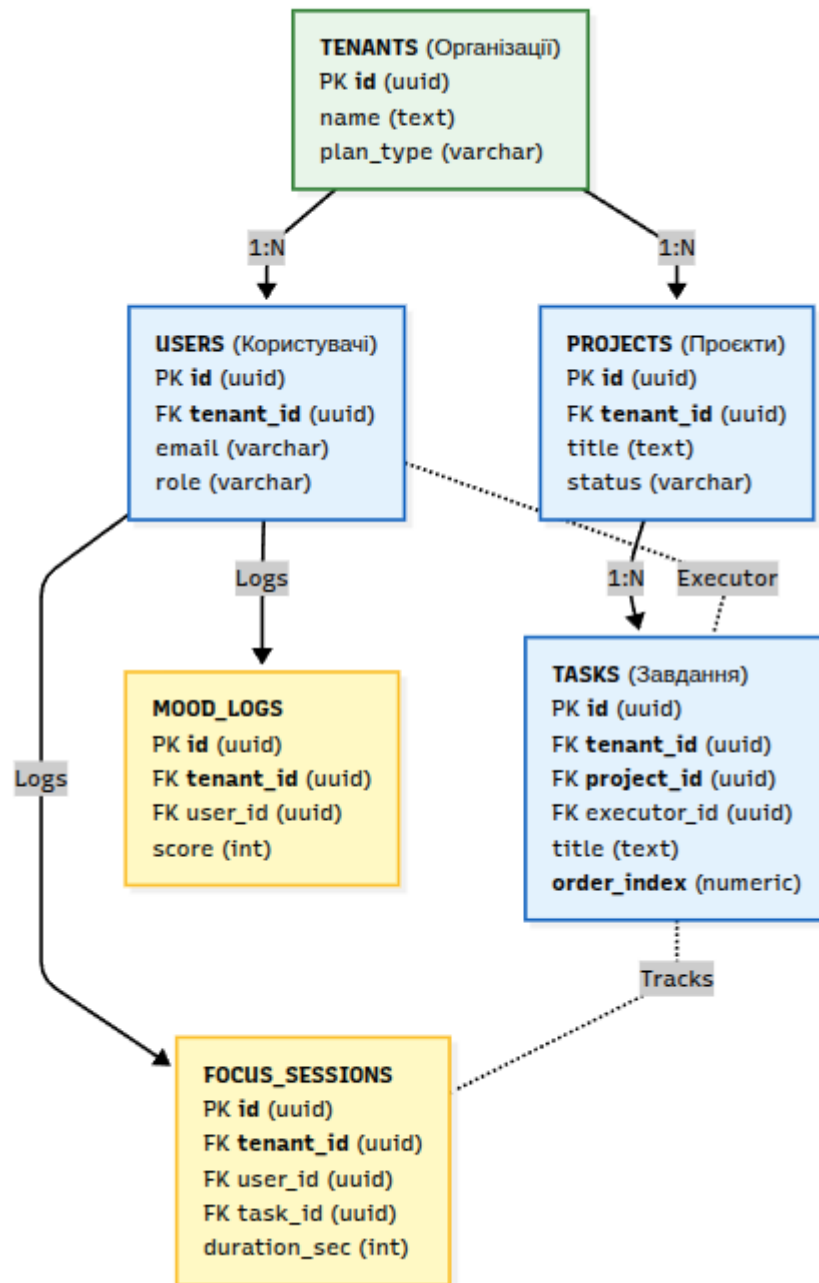 TENANTS (Організації)
PK id (uuid)
name (text)
plan_type (varchar)
1:N
1:N
USERS (Користувачі)
PK id (uuid)
FK tenant_id (uuid)
email (varchar)
role (varchar)
PROJECTS (Проєкти)
PK id (uuid)
FK tenant_id (uuid)
title (text)
status (varchar)
Logs
1:N
Executor
MOOD_LOGS
PK id (uuid)
FK tenant_id (uuid)
FK user_id (uuid)
score (int)
TASKS (Завдання)
PK id (uuid)
FK tenant_id (uuid)
FK project_id (uuid)
FK executor_id (uuid)
title (text)
order_index (numeric)
Logs
Tracks
FOCUS_SESSIONS
PK id (uuid)
FK tenant_id (uuid)
FK user_id (uuid)
FK task_id (uuid)
duration_sec (int)